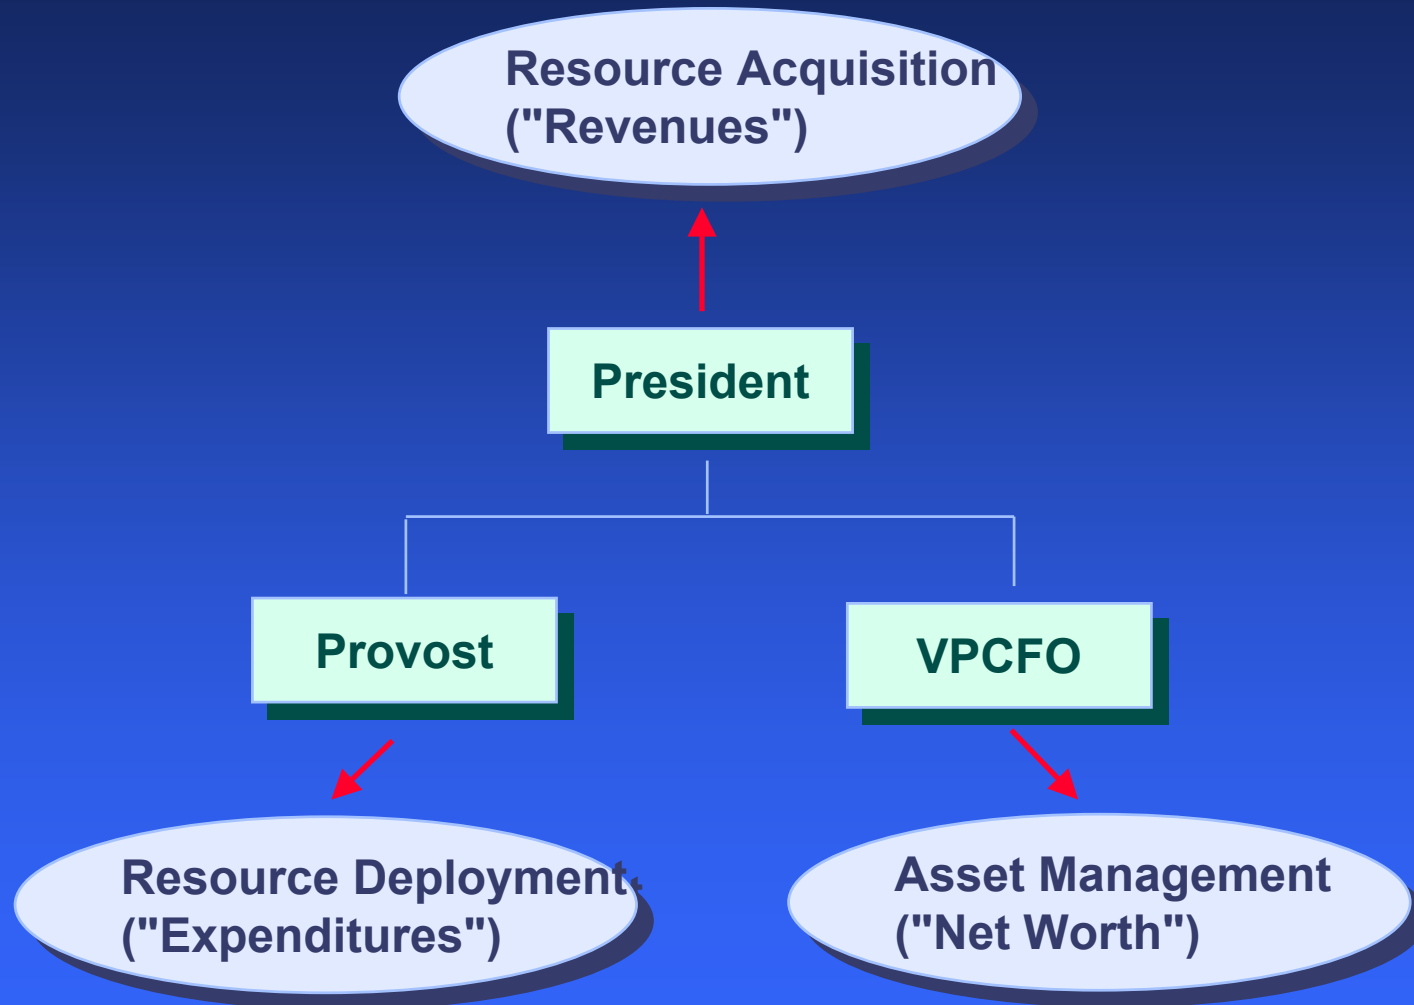 Resource Acquisition
("Revenues")
President
Provost
VPCFO
Resource Deployment
("Expenditures")
Asset Management
("Net Worth")